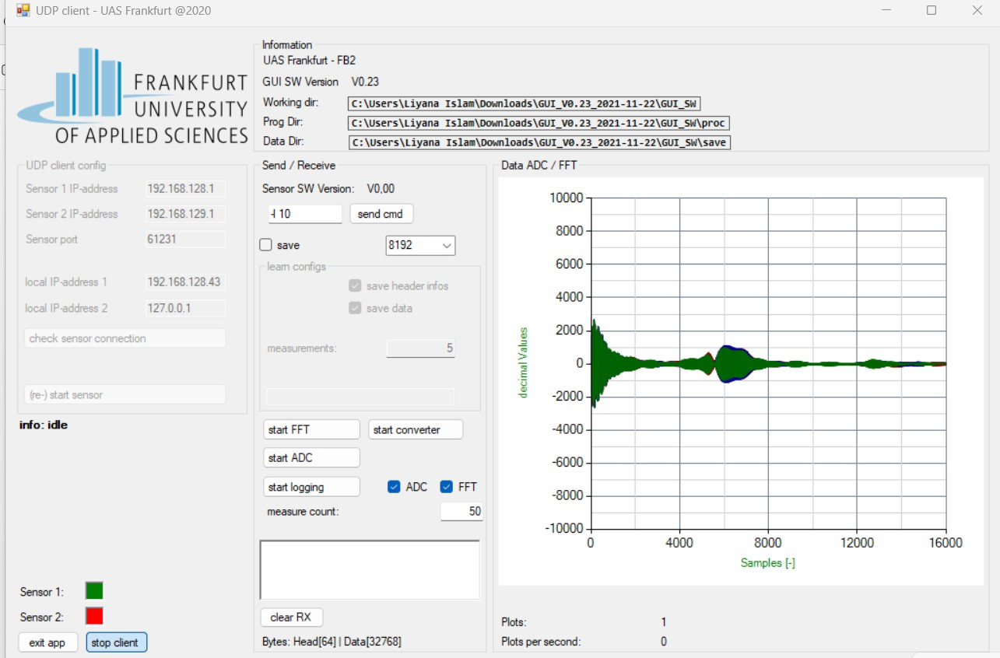 UDP client - UAS Frankfurt @2020
FRANKFURT
UNIVERSITY
OF APPLIED SCIENCES
Information
UAS Frankfurt - FB2
GUI SW Version V0.23
Working dir: C:\Users\Liyana Islam\Downloads\GUI_V0.23_2021-11-22\GUI_SW
Prog Dir: C:\Users\Liyana Islam\Downloads\GUI_V0.23_2021-11-22\GUI_SW\proc
Data Dir: C:\Users\Liyana Islam\Downloads\GUI_V0.23_2021-11-22\GUI_SW\save
UDP client config
Sensor 1 IP-address 192.168.128.1
Sensor 2 IP-address 192.168.129.1
Sensor port 61231
local IP-address 1 192.168.128.43
local IP-address 2 127.0.0.1
check sensor connection
(re-) start sensor
info: idle
Sensor 1:
Sensor 2:
exit app stop client
Send / Receive
Sensor SW Version: V0,00
-I 10 send cmd
save 8192
learn configs
save header infos
save data
measurements: 5
start FFT start converter
start ADC
start logging ADC FFT
measure count: 50
clear RX
Bytes: Head[64] | Data[32768]
Data ADC / FFT
10000
8000
6000
4000
2000
0
-2000
-4000
-6000
-8000
-10000
decimal Values
0 4000 8000 12000 16000
Samples [-]
Plots: 1
Plots per second: 0